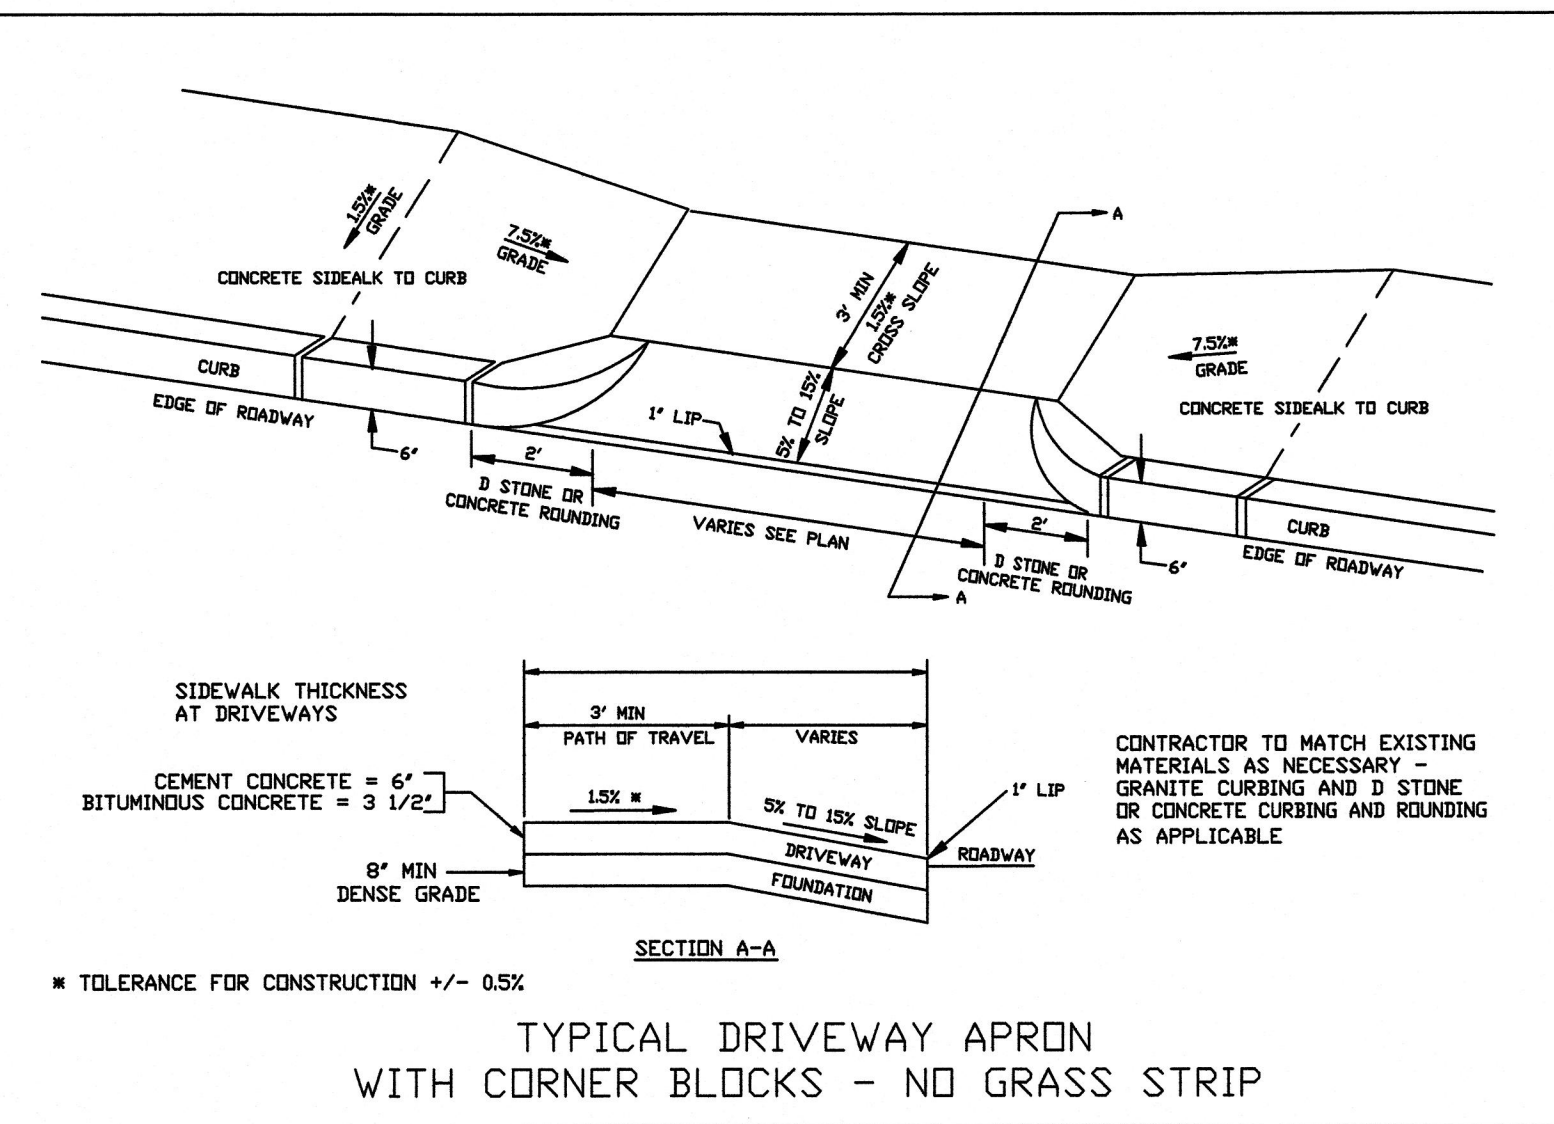 1.5%*
GRADE
7.5%*
GRADE
CONCRETE SIDEALK TO CURB
A
3' MIN
1.5%*
CROSS SLOPE
7.5%*
GRADE
CONCRETE SIDEALK TO CURB
CURB
EDGE OF ROADWAY
6"
1" LIP
5% TO 15%
SLOPE
2'
D STONE OR
CONCRETE ROUNDING
VARIES SEE PLAN
2'
D STONE OR
CONCRETE ROUNDING
A
6"
CURB
EDGE OF ROADWAY
SIDEWALK THICKNESS
AT DRIVEWAYS
CEMENT CONCRETE = 6"
BITUMINOUS CONCRETE = 3 1/2"
8" MIN
DENSE GRADE
3' MIN
PATH OF TRAVEL
VARIES
1.5% *
5% TO 15% SLOPE
DRIVEWAY
FOUNDATION
1" LIP
ROADWAY
CONTRACTOR TO MATCH EXISTING
MATERIALS AS NECESSARY -
GRANITE CURBING AND D STONE
OR CONCRETE CURBING AND ROUNDING
AS APPLICABLE
SECTION A-A
* TOLERANCE FOR CONSTRUCTION +/- 0.5%
TYPICAL DRIVEWAY APRON
WITH CORNER BLOCKS - NO GRASS STRIP